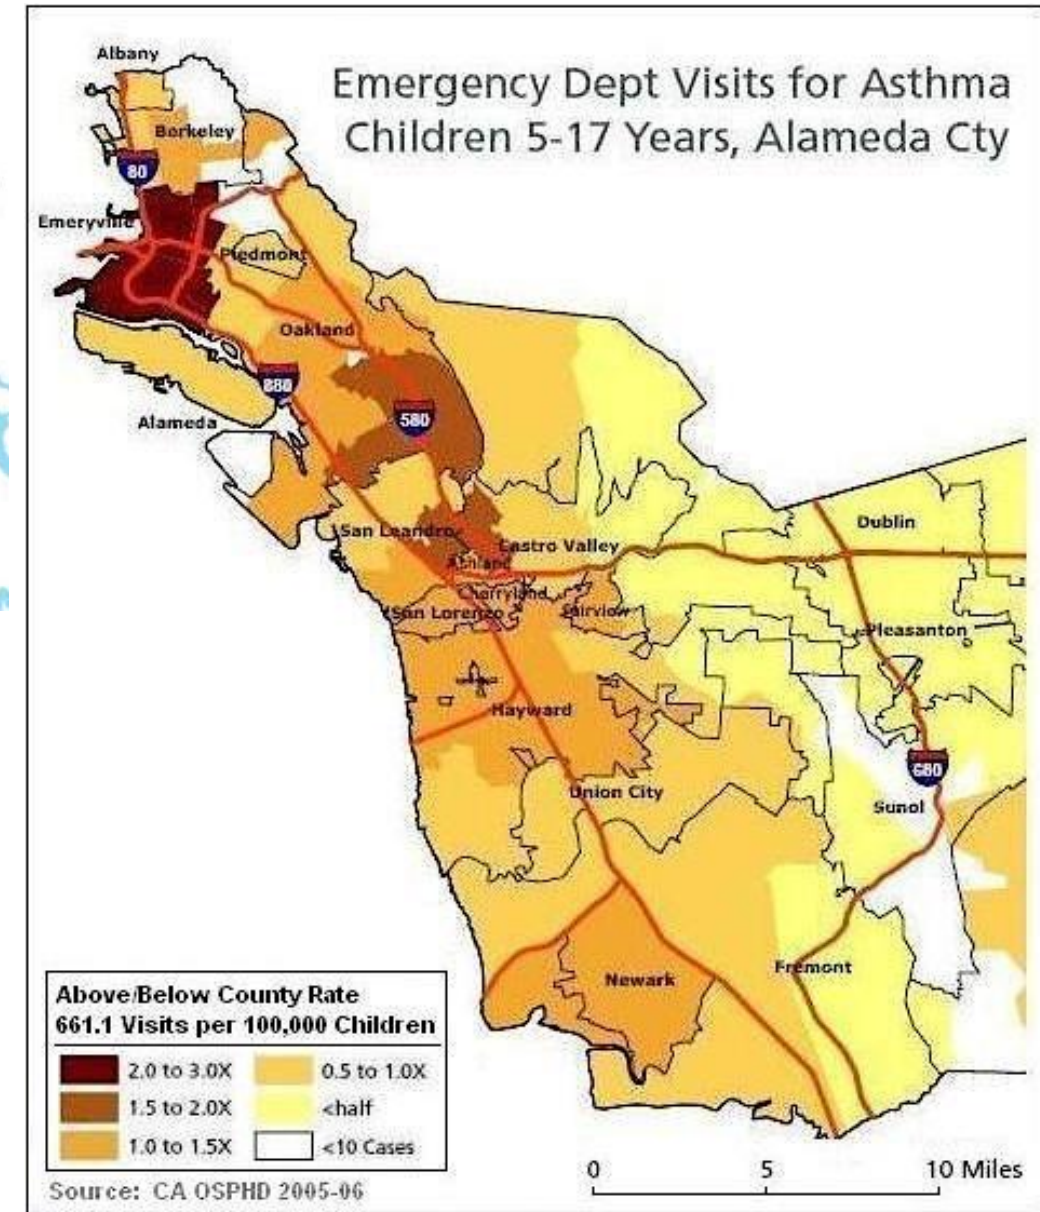 Emergency Dept Visits for Asthma
Children 5-17 Years, Alameda Cty
Albany
Berkeley
80
Emeryville
Piedmont
Oakland
880
580
Alameda
San Leandro
Castro Valley
Ashland
Cherryland
San Lorenzo
Fairview
Dublin
Pleasanton
Hayward
Union City
680
Sunol
Fremont
Newark
Above/Below County Rate
661.1 Visits per 100,000 Children
2.0 to 3.0X
0.5 to 1.0X
1.5 to 2.0X
<half
1.0 to 1.5X
<10 Cases
Source: CA OSPHD 2005-06
0 5 10 Miles